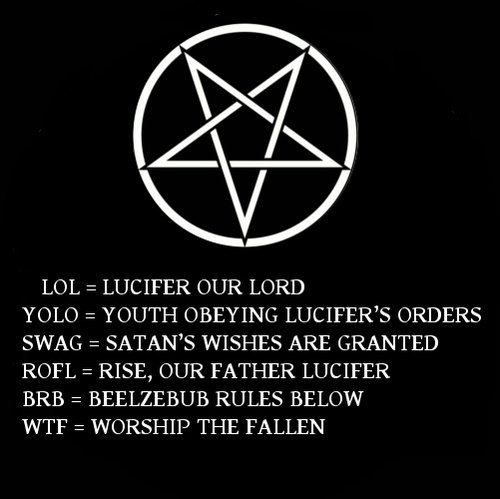 LOL = LUCIFER OUR LORD
YOLO = YOUTH OBEYING LUCIFER'S ORDERS
SWAG = SATAN'S WISHES ARE GRANTED
ROFL = RISE, OUR FATHER LUCIFER
BRB = BEELZEBUB RULES BELOW
WTF = WORSHIP THE FALLEN